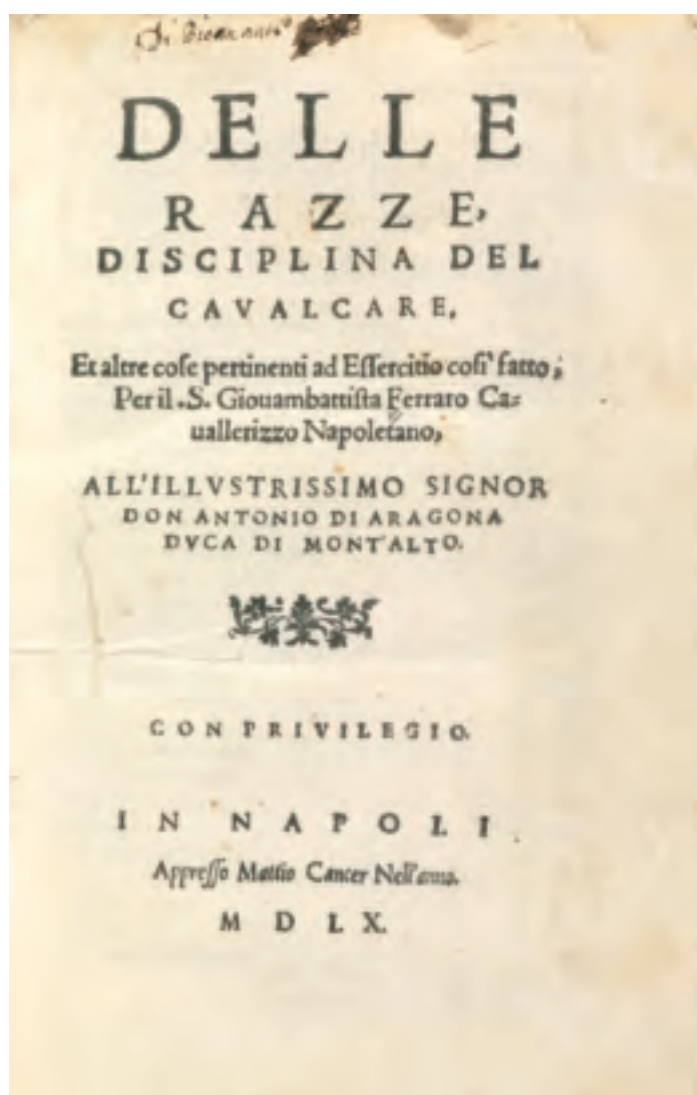 Di
DELLE
RAZZE,
DISCIPLINA DEL
CAVALCARE,
Et altre coſe pertinenti ad Eſſercitio coſi' fatto;
Per il .S. Giouambattiſta Ferraro Ca=
uallerizzo Napoletano,
ALL'ILLVSTRISSIMO SIGNOR
DON ANTONIO DI ARAGONA
DVCA DI MONT'ALTO.
CON PRIVILEGIO.
IN NAPOLI.
Appreſſo Mattio Cancer Nell'anno.
MDLX.